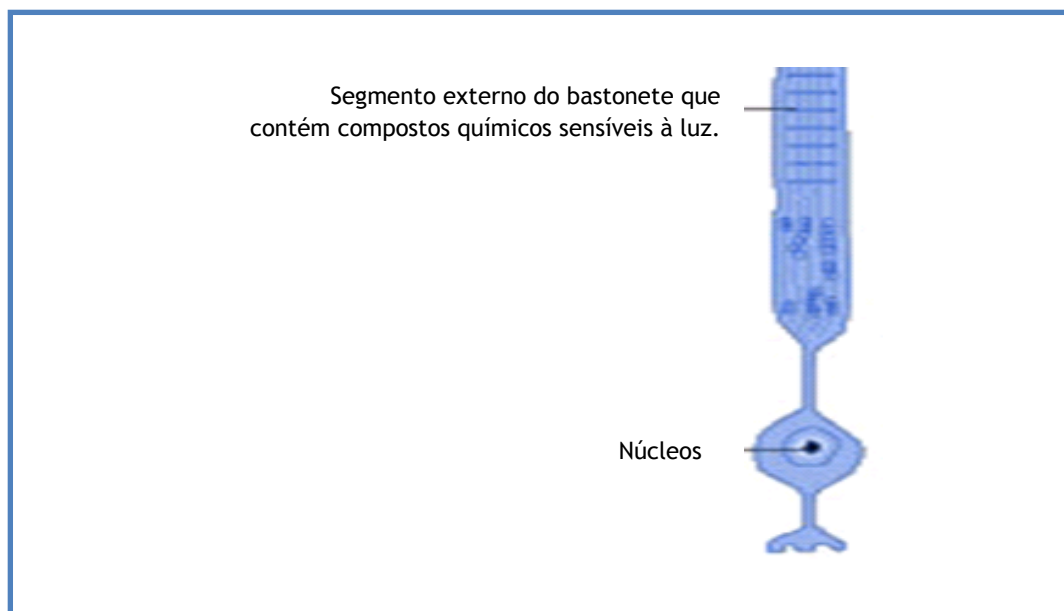 Segmento externo do bastonete que
contém compostos químicos sensíveis à luz.
Núcleos